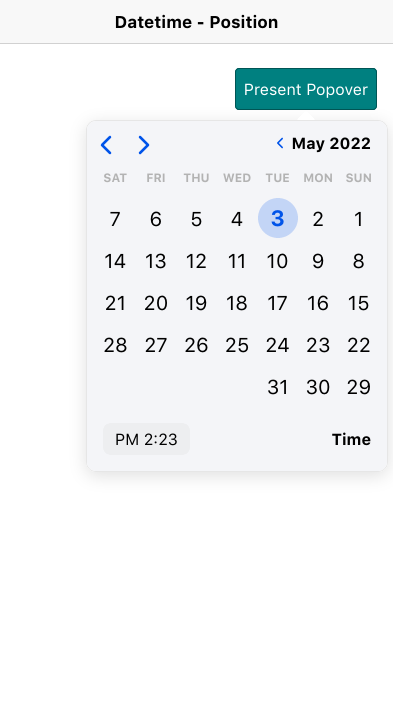 Datetime - Position
Present Popover
May 2022
SAT FRI THU WED TUE MON SUN
7 6 5 4 3 2 1
14 13 12 11 10 9 8
21 20 19 18 17 16 15
28 27 26 25 24 23 22
31 30 29
PM 2:23 Time